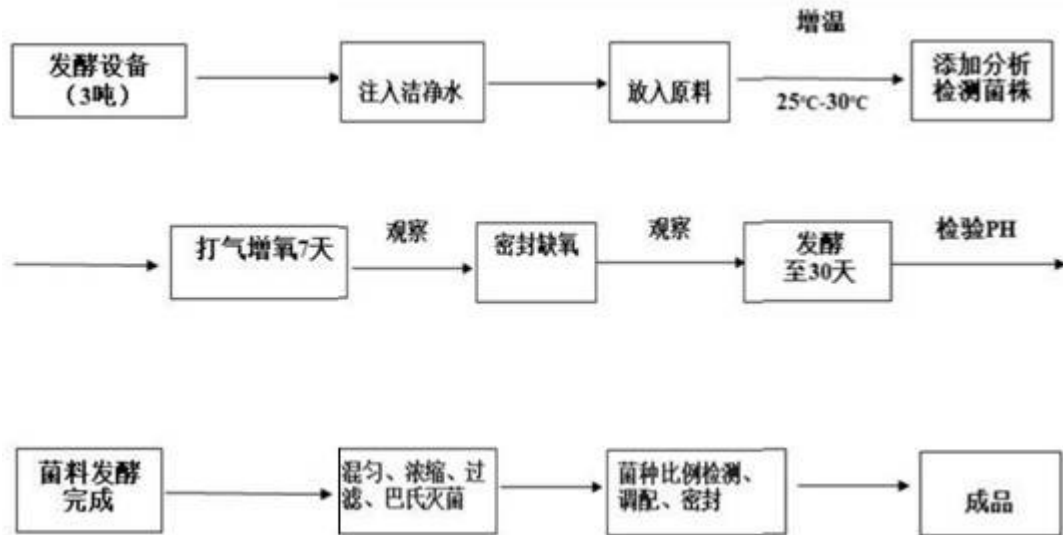 增温
发酵设备
（3吨）
注入洁净水
放入原料
25℃-30℃
添加分析
检测菌株
打气增氧7天
观察
密封缺氧
观察
发酵
至30天
检验PH
菌料发酵
完成
混匀、浓缩、过
滤、巴氏灭菌
菌种比例检测、
调配、密封
成品